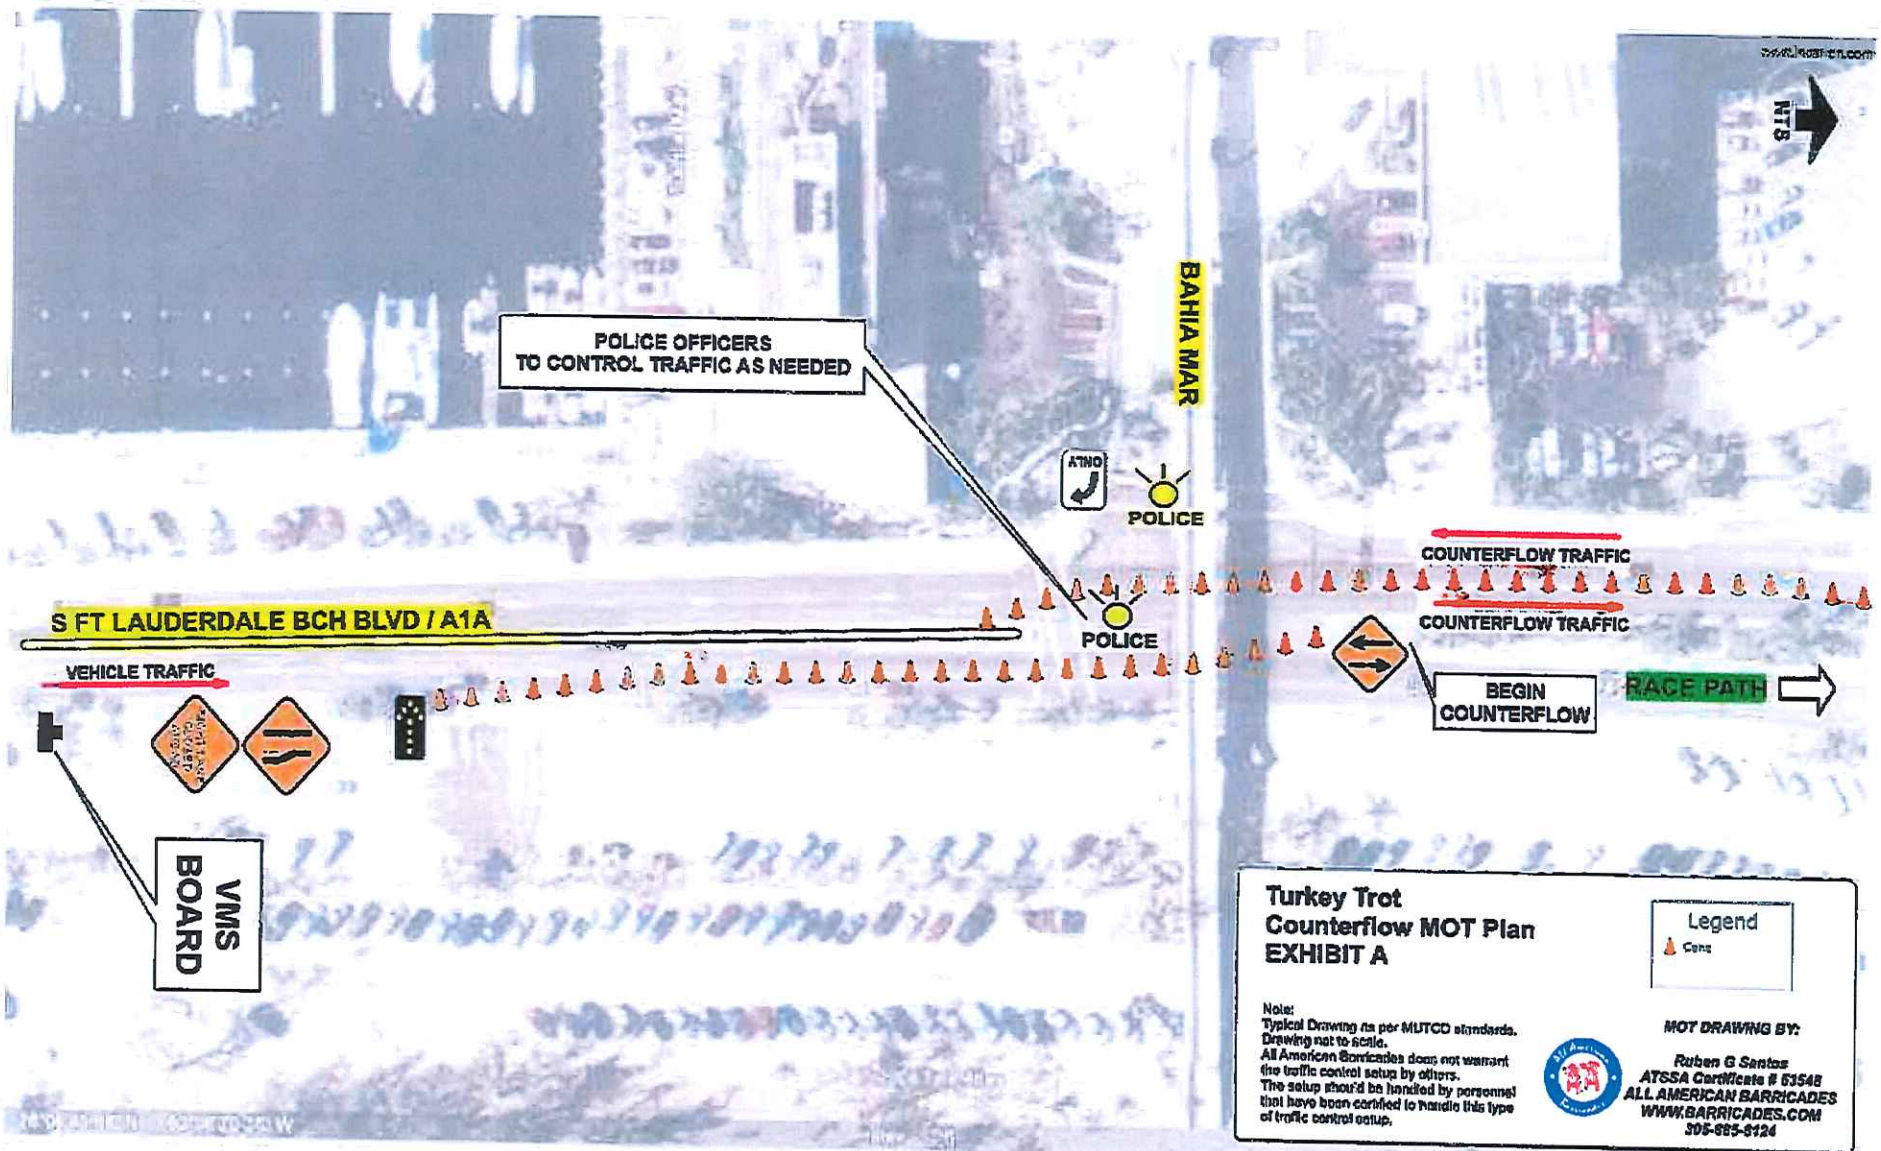 NTS
BAHIA MAR
POLICE OFFICERS
TO CONTROL TRAFFIC AS NEEDED
ONLY
POLICE
COUNTERFLOW TRAFFIC
S FT LAUDERDALE BCH BLVD / A1A
POLICE
COUNTERFLOW TRAFFIC
VEHICLE TRAFFIC
BEGIN
COUNTERFLOW
RACE PATH
VMS
BOARD
Turkey Trot
Counterflow MOT Plan
EXHIBIT A
Legend
Cone
Note:
Typical Drawing as per MUTCD standards.
Drawing not to scale.
All American Barricades does not warrant
the traffic control setup by others.
The setup should be handled by personnel
that have been certified to handle this type
of traffic control setup.
All American
Barricades
MOT DRAWING BY:
Ruben G Santos
ATSSA Certificate # 53548
ALL AMERICAN BARRICADES
WWW.BARRICADES.COM
305-885-8124